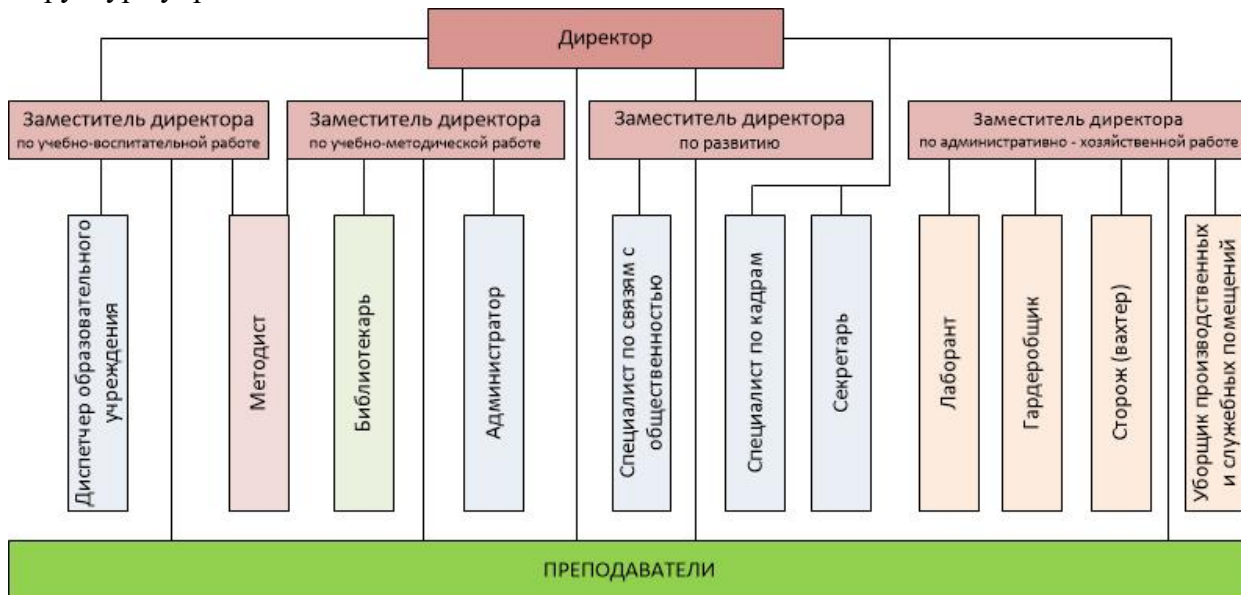 Директор
Заместитель директора
по учебно-воспитательной работе
Заместитель директора
по учебно-методической работе
Заместитель директора
по развитию
Заместитель директора
по административно - хозяйственной работе
Диспетчер образовательного
учреждения
Методист
Библиотекарь
Администратор
Специалист по связям с
общественностью
Специалист по кадрам
Секретарь
Лаборант
Гардеробщик
Сторож (вахтер)
Уборщик производственных
и служебных помещений
ПРЕПОДАВАТЕЛИ